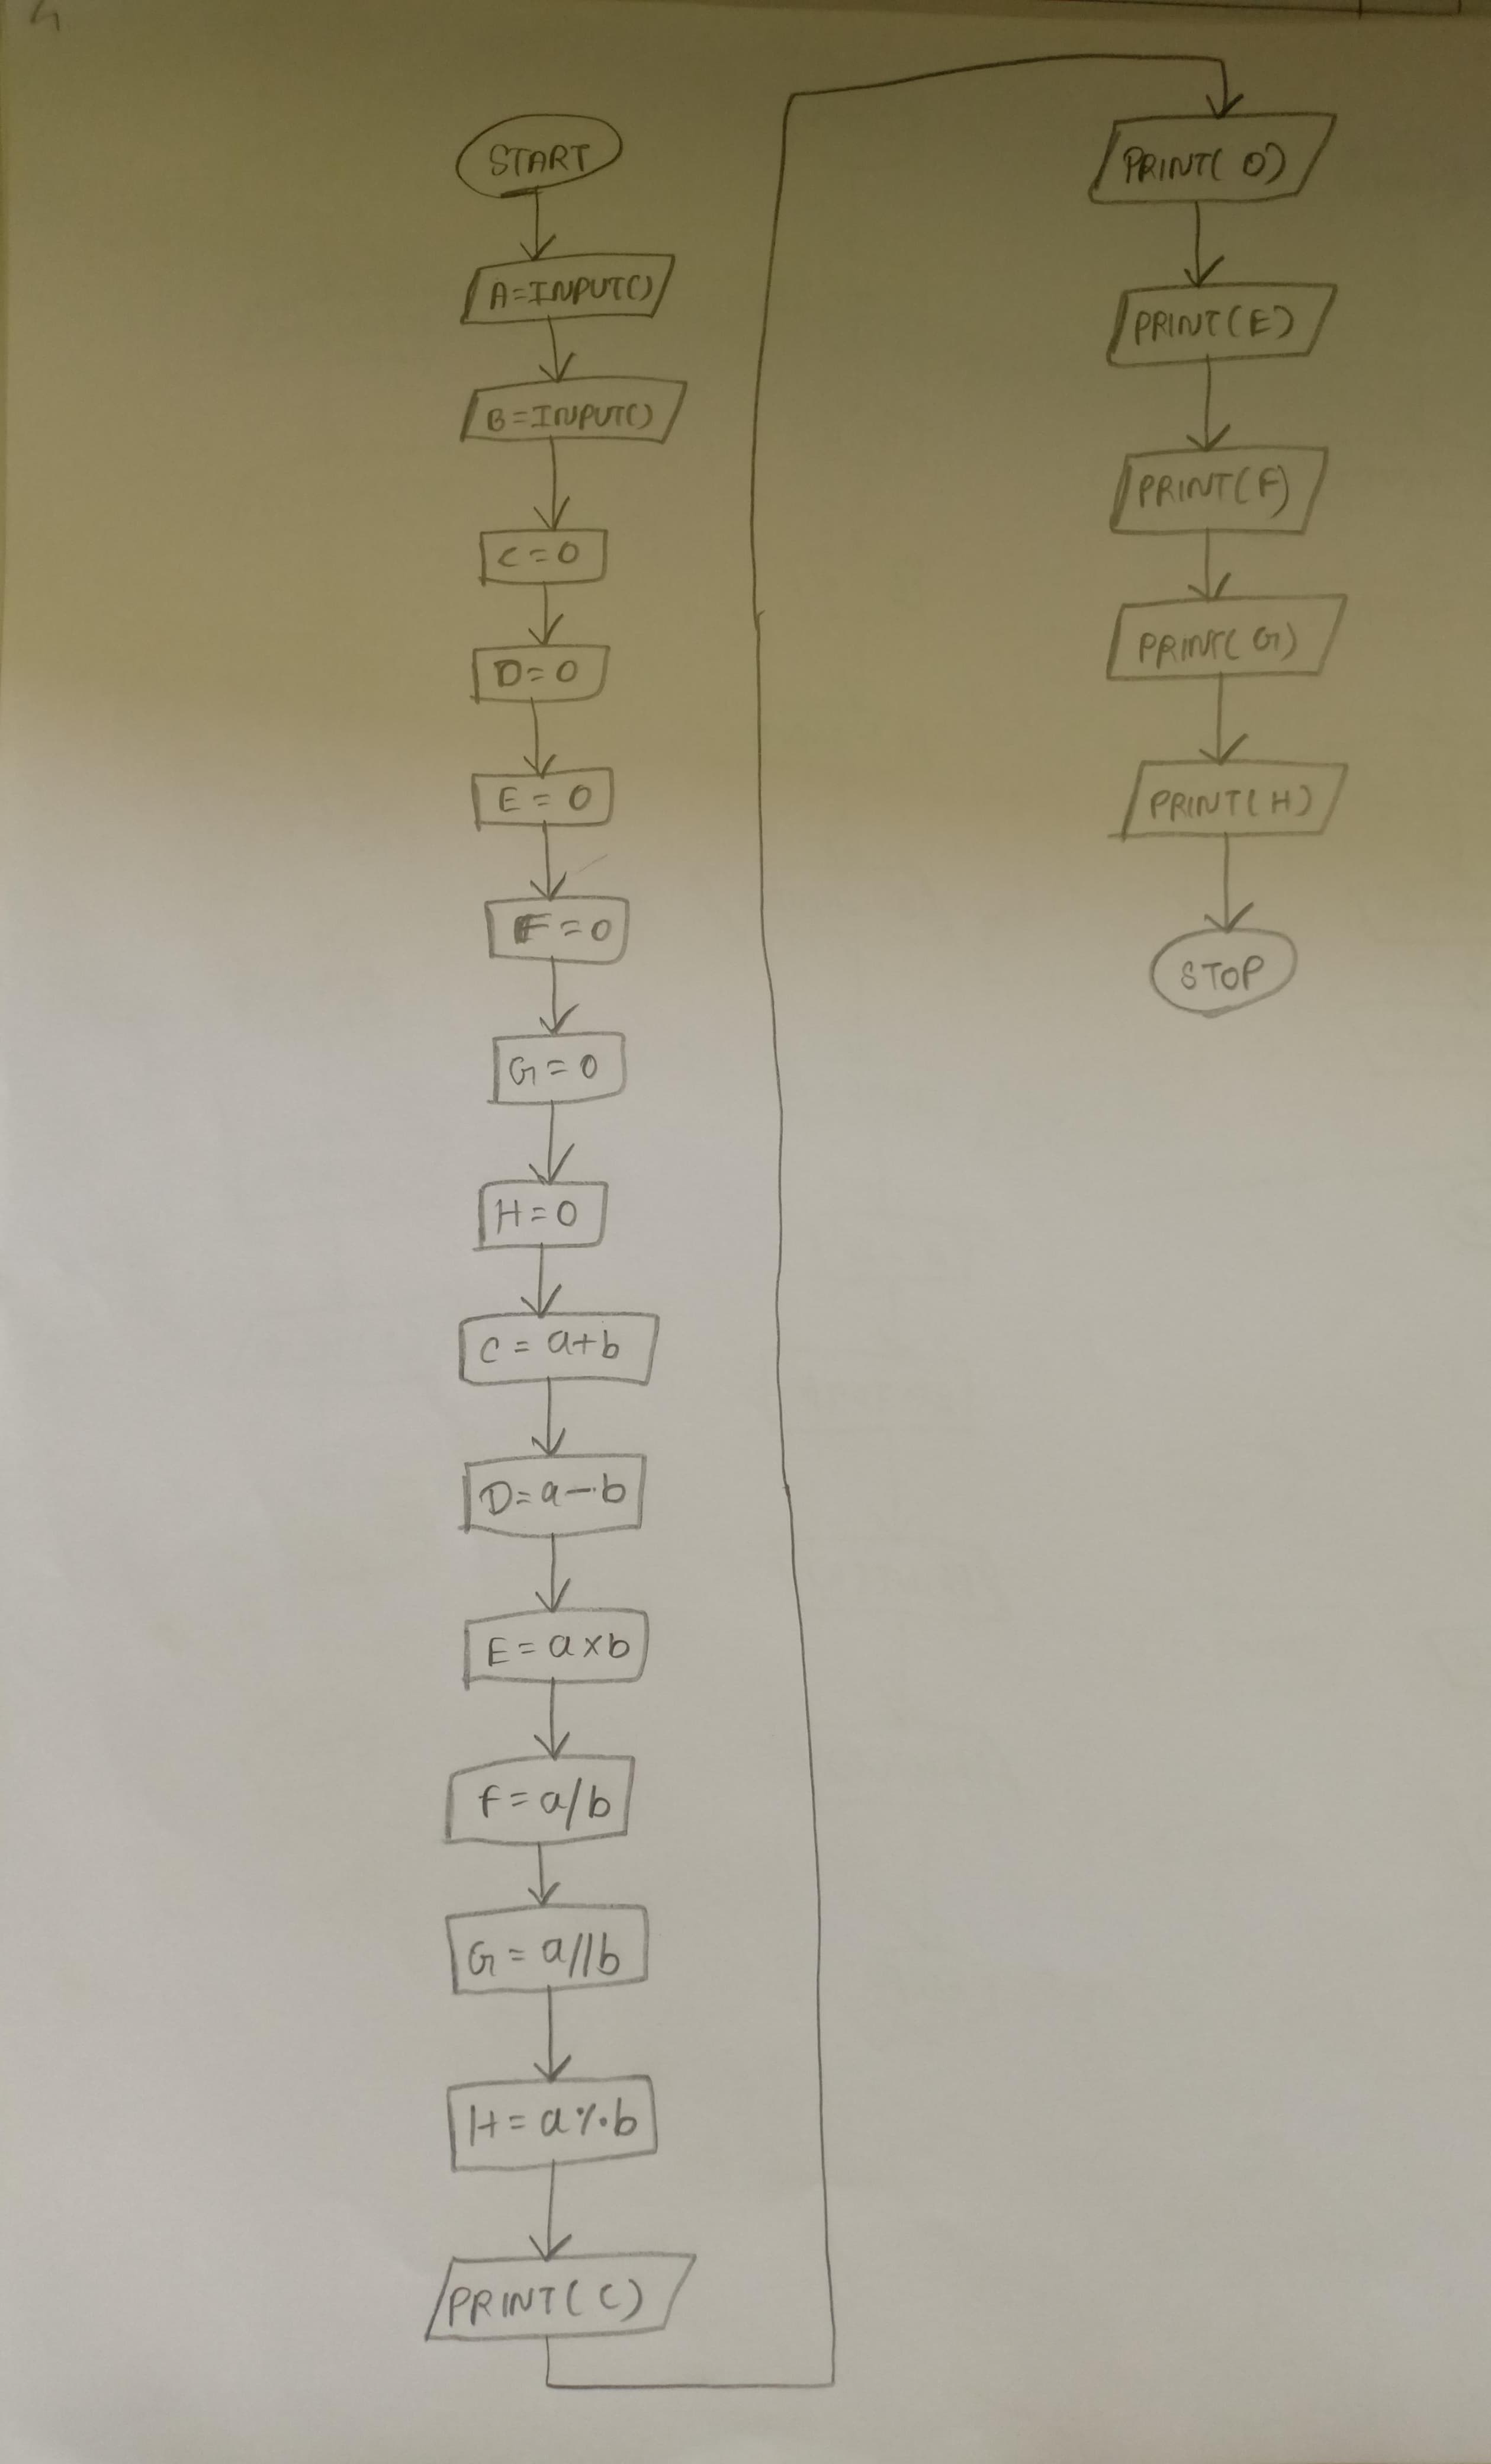 START
A=INPUT()
B=INPUT()
C=0
D=0
E=0
F=0
G=0
H=0
C=a+b
D=a-b
E=a×b
f=a/b
G=a//b
H=a%b
PRINT(C)
PRINT(D)
PRINT(E)
PRINT(F)
PRINT(G)
PRINT(H)
STOP